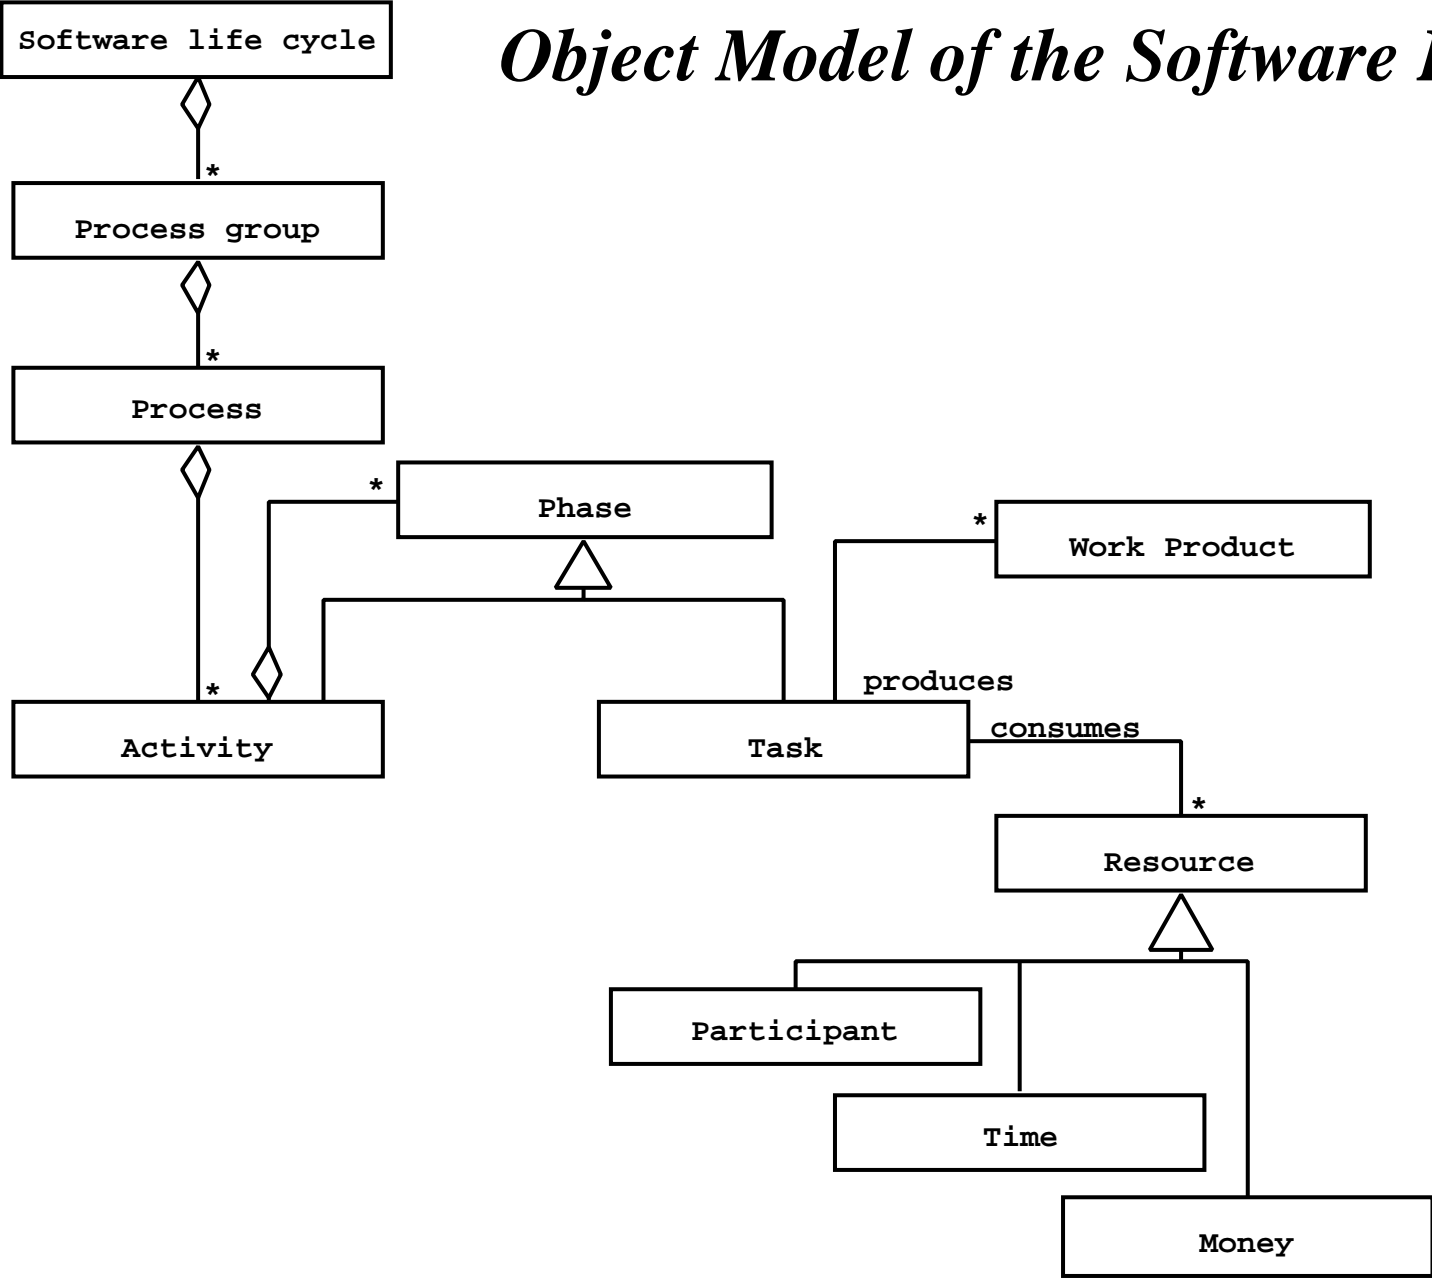 Software life cycle
Object Model of the Software
*
Process group
*
Process
*
Phase
*
Work Product
*
produces
consumes
Activity
Task
*
Resource
Participant
Time
Money